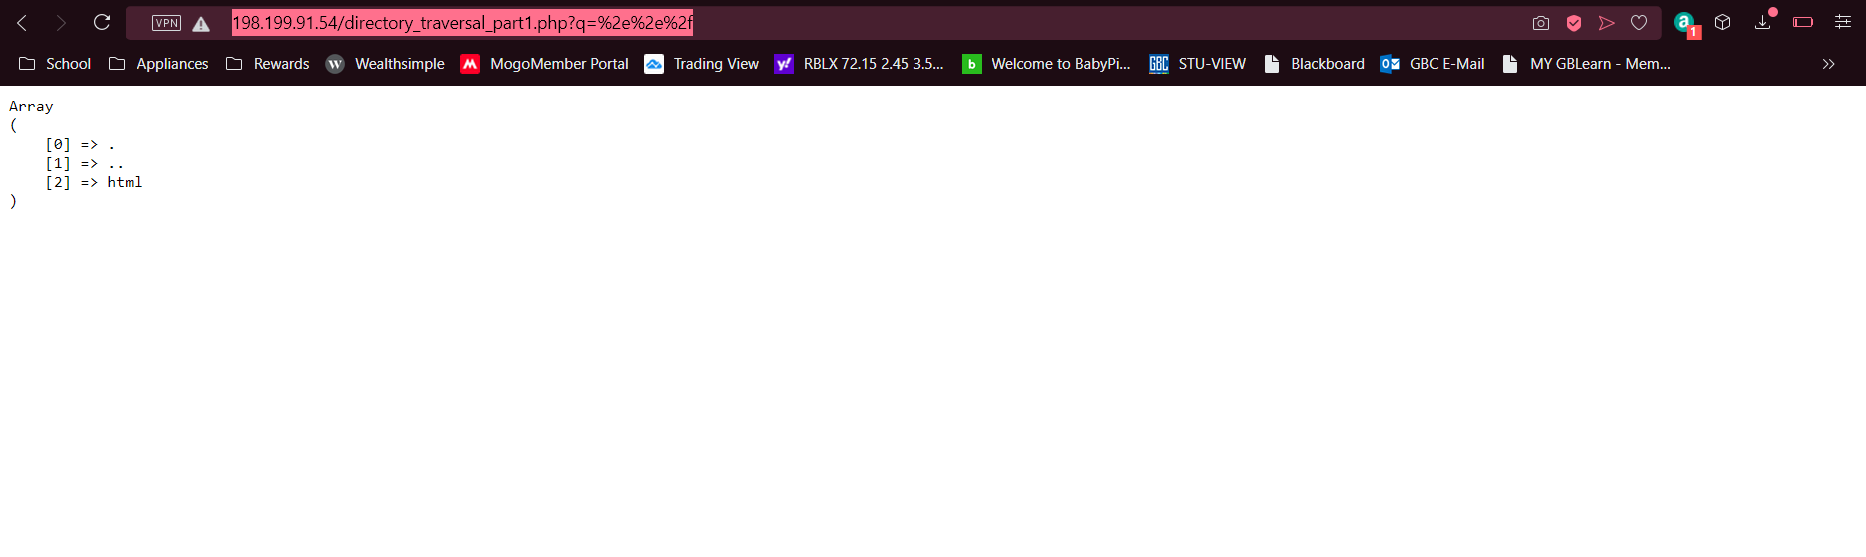 VPN 198.199.91.54/directory_traversal_part1.php?q=%2e%2e%2f a 1
School Appliances Rewards W Wealthsimple MogoMember Portal Trading View y! RBLX 72.15 2.45 3.5... b Welcome to BabyPi... GBC STU-VIEW Blackboard GBC E-Mail MY GBLearn - Mem... »
Array
(
[0] => .
[1] => ..
[2] => html
)